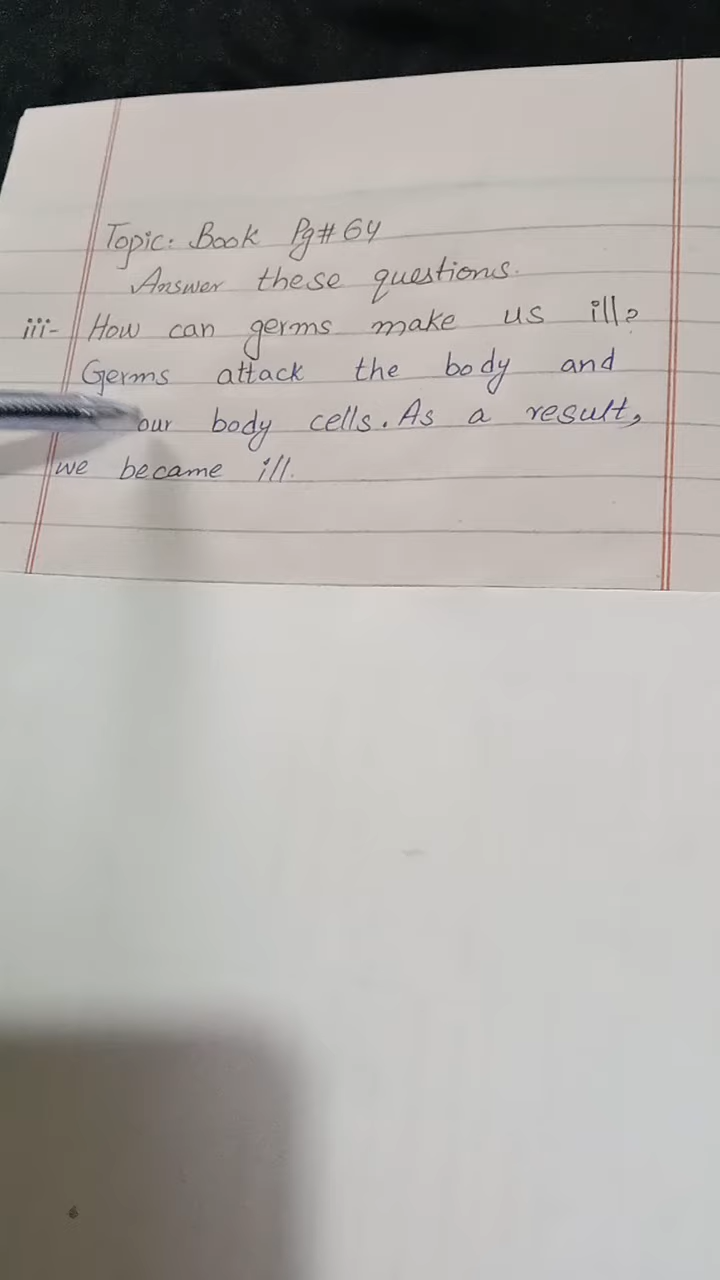 Topic: Book Pg# 64
Answer these questions.
iii- How can germs make us ill?
Germs attack the body and
our body cells. As a result,
we became ill.